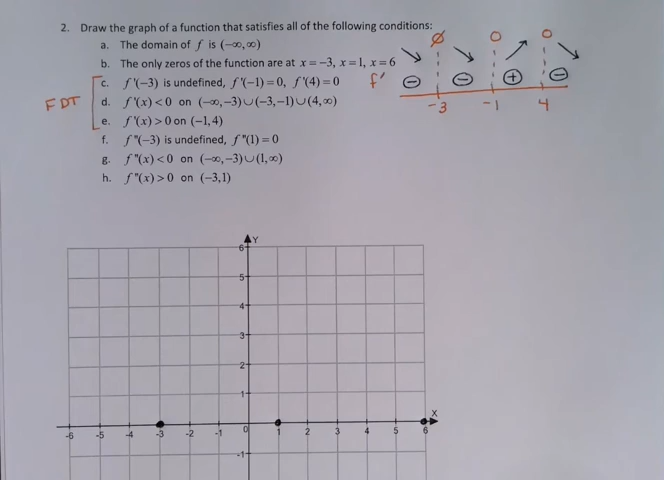 2. Draw the graph of a function that satisfies all of the following conditions:
a. The domain of f is (−∞,∞)
b. The only zeros of the function are at x=−3, x=1, x=6
c. f'(−3) is undefined, f'(−1)=0, f'(4)=0
d. f'(x)<0 on (−∞,−3)∪(−3,−1)∪(4,∞)
e. f'(x)>0 on (−1,4)
f. f"(−3) is undefined, f"(1)=0
g. f"(x)<0 on (−∞,−3)∪(1,∞)
h. f"(x)>0 on (−3,1)
FDT
∅ 0 0
f' − − + −
-3 -1 4
Y
6
5
4
3
2
1
X
-6 -5 -4 -3 -2 -1 0 1 2 3 4 5 6
-1